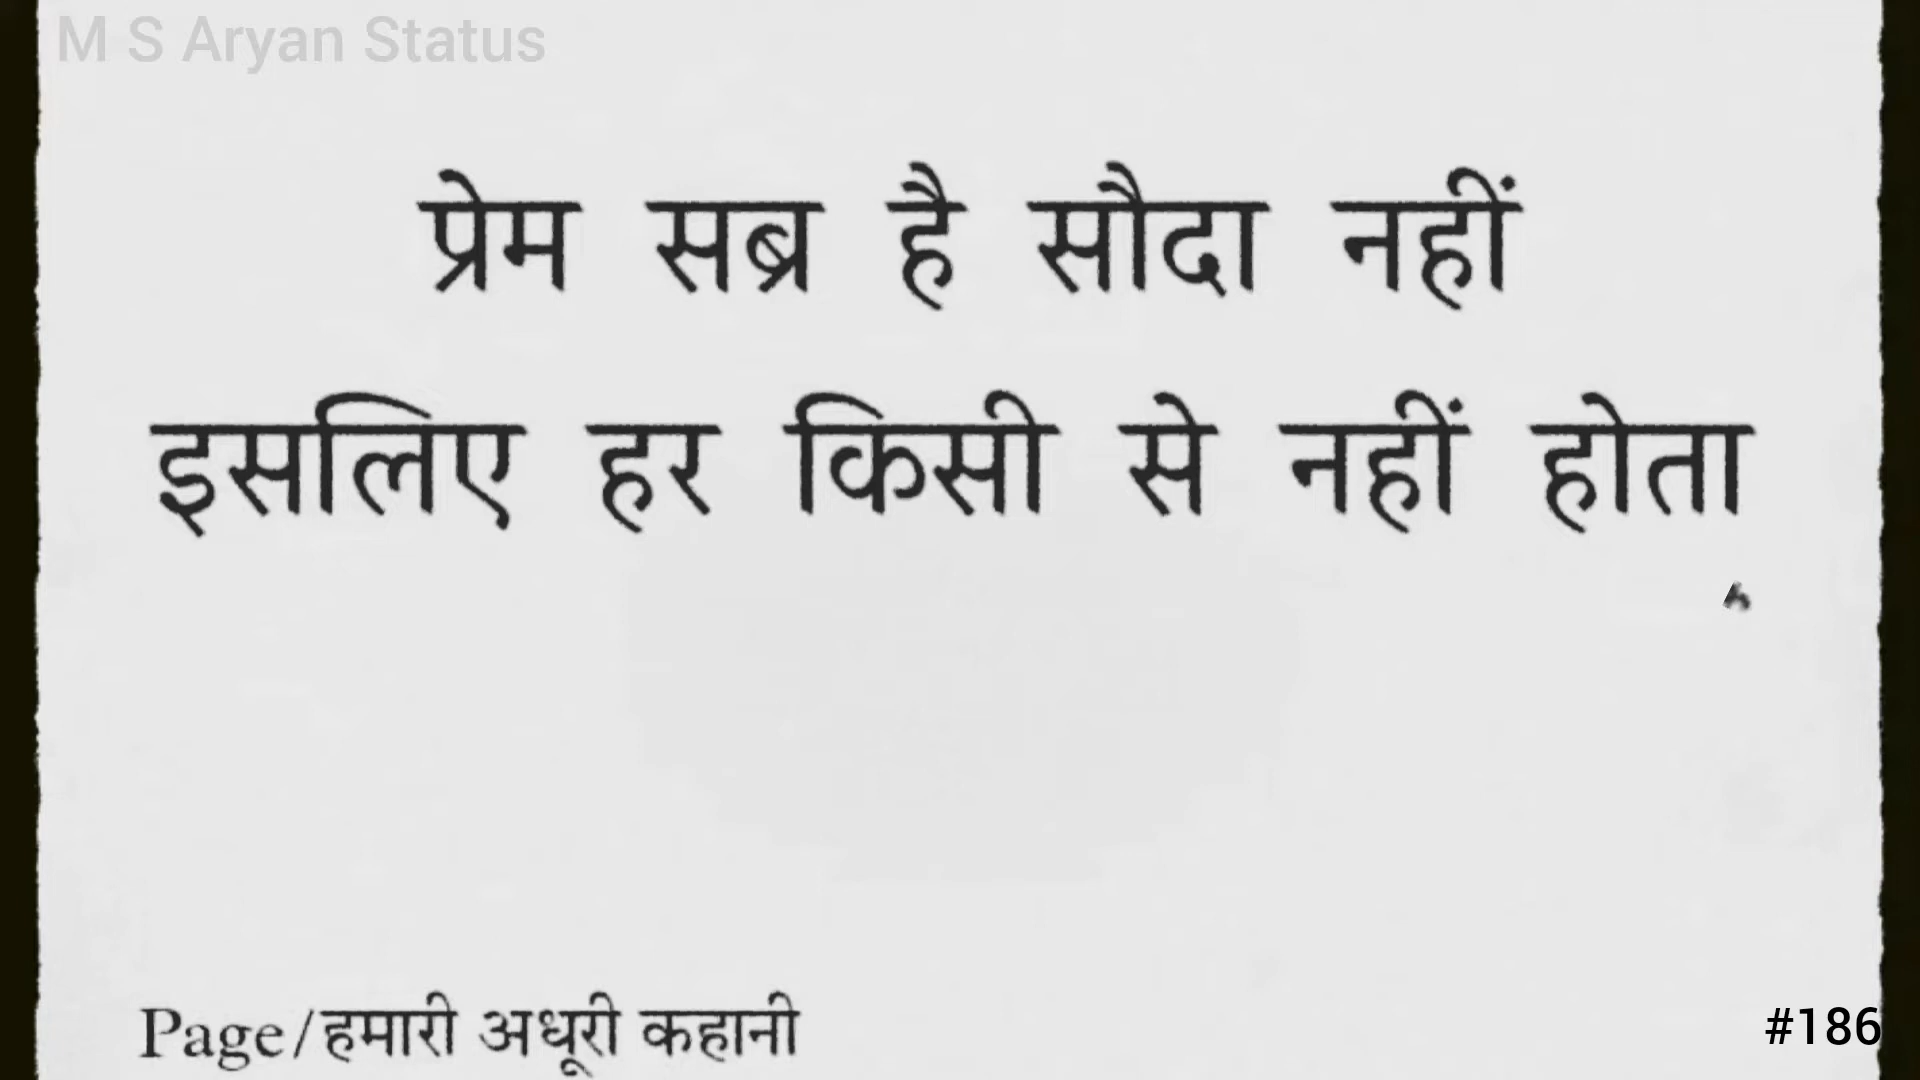 M S Aryan Status
प्रेम सब्र है सौदा नहीं
इसलिए हर किसी से नहीं होता
Page/हमारी अधूरी कहानी
#186